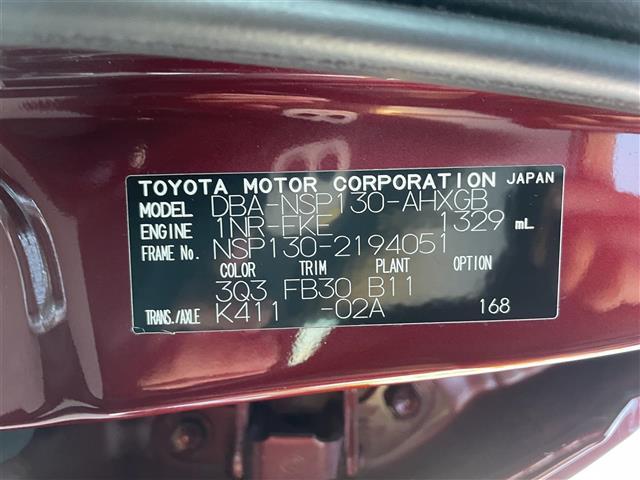 TOYOTA MOTOR CORPORATION JAPAN
MODEL DBA-NSP130-AHXGB
ENGINE 1NR-FKE 1329 mL
FRAME No. NSP130-2194051
COLOR TRIM PLANT OPTION
3Q3 FB30 B11
TRANS./AXLE K411 -02A 168